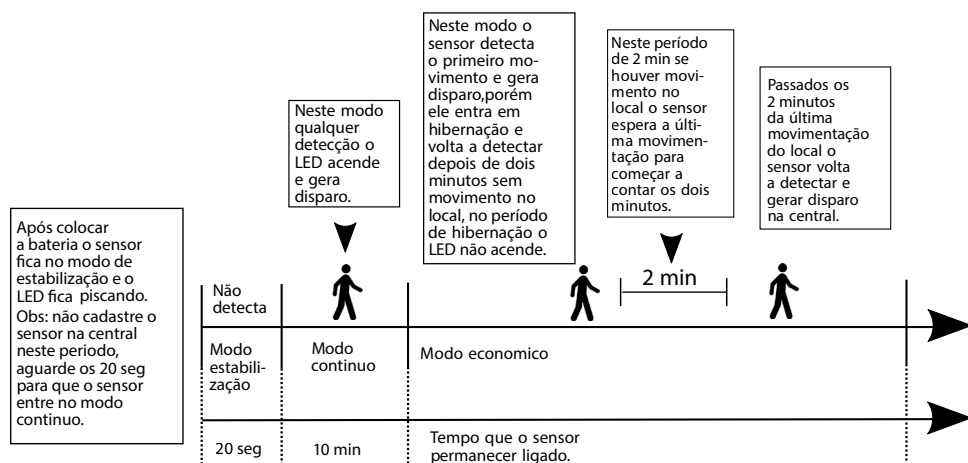 Após colocar
a bateria o sensor
fica no modo de
estabilização e o
LED fica piscando.
Obs: não cadastre o
sensor na central
neste periodo,
aguarde os 20 seg
para que o sensor
entre no modo
continuo.
Neste modo
qualquer
detecção o
LED acende
e gera
disparo.
Neste modo o
sensor detecta
o primeiro mo-
vimento e gera
disparo,porém
ele entra em
hibernação e
volta a detectar
depois de dois
minutos sem
movimento no
local, no período
de hibernação o
LED não acende.
Neste período
de 2 min se
houver movi-
mento no
local o sensor
espera a últi-
ma movimen-
tação para
começar a
contar os dois
minutos.
Passados os
2 minutos
da última
movimentação
do local o
sensor volta
a detectar e
gerar disparo
na central.
2 min
Não
detecta
Modo
estabili-
zação
Modo
continuo
Modo economico
20 seg
10 min
Tempo que o sensor
permanecer ligado.